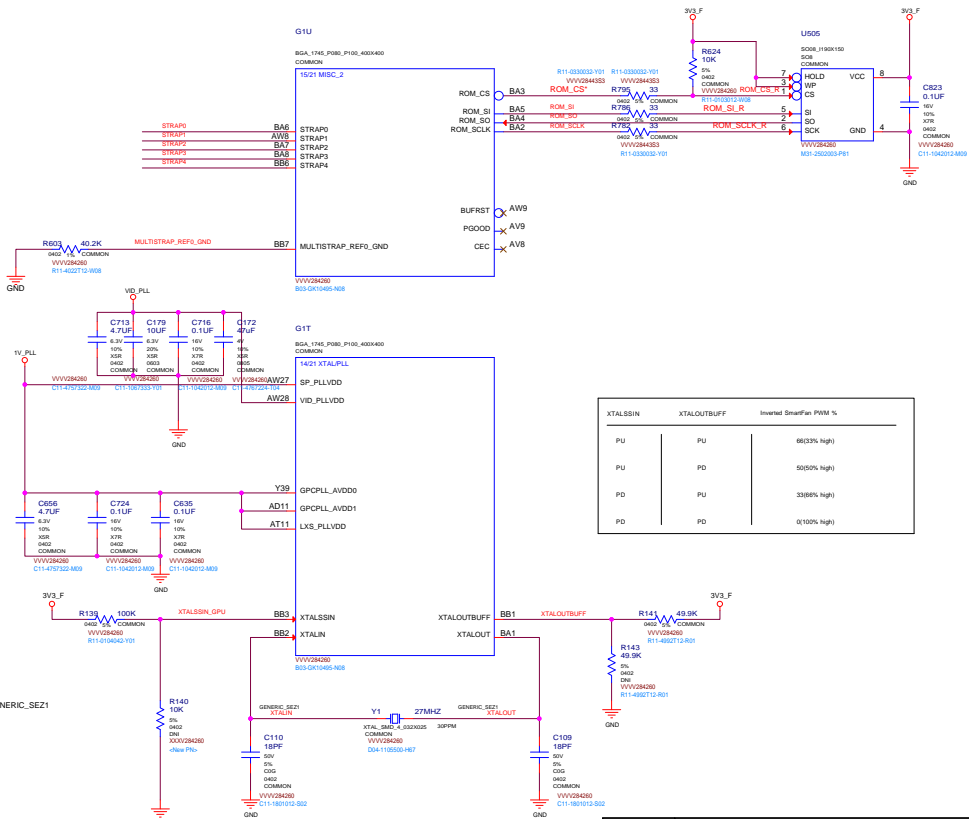 G1U
BGA_1745_P080_P100_400X400
COMMON
15/21 MISC_2
STRAP0 BA6 STRAP0
STRAP1 AW8 STRAP1
STRAP2 BA7 STRAP2
STRAP3 BA8 STRAP3
STRAP4 BB6 STRAP4
ROM_CS BA3 ROM_CS*
ROM_SI BA5 ROM_SI
ROM_SO BA4 ROM_SO
ROM_SCLK BA2 ROM_SCLK
BUFRST AW9
PGOOD AV9
CEC AV8
R603 40.2K
0402 1% COMMON
VVVV284260
R11-4022T12-W08
GND
MULTISTRAP_REF0_GND
BB7 MULTISTRAP_REF0_GND
VVVV284260
B03-GK10495-N08
R11-0330032-Y01 R11-0330032-Y01
VVVV2844353
R795 33
0402 5% COMMON
VVVV284260
R786 33
0402 5% COMMON
VVVV2844353
R782 33
0402 5% COMMON
VVVV2844353
R11-0330032-Y01
3V3_F
R624
10K
5%
0402
COMMON
VVVV284260
R11-0103012-W08
ROM_CS_R
ROM_SI_R
ROM_SCLK_R
U505
SO08_I190X150
SO8
COMMON
7 HOLD
3 WP
1 CS
5 SI
2 SO
6 SCK
VCC 8
GND 4
VVVV284260
M31-2502003-P81
3V3_F
C823
0.1UF
16V
10%
X7R
0402
COMMON
VVVV284260
C11-1042012-M09
GND
VID_PLL
C713
4.7UF
6.3V
10%
X5R
0402
COMMON
VVVV284260
C11-4757322-M09
C179
10UF
6.3V
20%
X5R
0603
COMMON
VVVV284260
C11-1067333-Y01
C716
0.1UF
16V
10%
X7R
0402
COMMON
VVVV284260
C11-1042012-M09
C172
47uF
4V
X5R
0805
COMMON
VVVV284260
C11-4767224-T04
GND
1V_PLL
G1T
BGA_1745_P080_P100_400X400
COMMON
14/21 XTAL/PLL
AW27 SP_PLLVDD
AW28 VID_PLLVDD
Y39 GPCPLL_AVDD0
AD11 GPCPLL_AVDD1
AT11 LXS_PLLVDD
C656
4.7UF
6.3V
10%
X5R
0402
COMMON
VVVV284260
C11-4757322-M09
C724
0.1UF
16V
10%
X7R
0402
COMMON
VVVV284260
C11-1042012-M09
C635
0.1UF
16V
10%
X7R
0402
COMMON
VVVV284260
C11-1042012-M09
GND
XTALSSIN XTALOUTBUFF Inverted SmartFan PWM %
PU PU 66(33% high)
PU PD 50(50% high)
PD PU 33(66% high)
PD PD 0(100% high)
3V3_F
R139 100K
0402 5% COMMON
VVVV284260
R11-0104042-Y01
XTALSSIN_GPU
BB3 XTALSSIN
BB2 XTALIN
XTALOUTBUFF BB1 XTALOUTBUFF
XTALOUT BA1
VVVV284260
B03-GK10495-N08
3V3_F
R141 49.9K
0402 5% COMMON
VVVV284260
R11-4992T12-R01
R143
49.9K
5%
0402
DNI
VVVV284260
R11-4992T12-R01
GND
NERIC_SEZ1
R140
10K
5%
0402
DNI
XXXV284260
<New PN>
GENERIC_SEZ1
XTALIN
Y1 27MHZ
XTAL_SMD_4_032X025 30PPM
COMMON
VVVV284260
D04-1105500-H67
GENERIC_SEZ1
XTALOUT
C110
18PF
50V
5%
C0G
0402
COMMON
VVVV284260
C11-1801012-S02
GND
C109
18PF
50V
5%
C0G
0402
COMMON
VVVV284260
C11-1801012-S02
GND